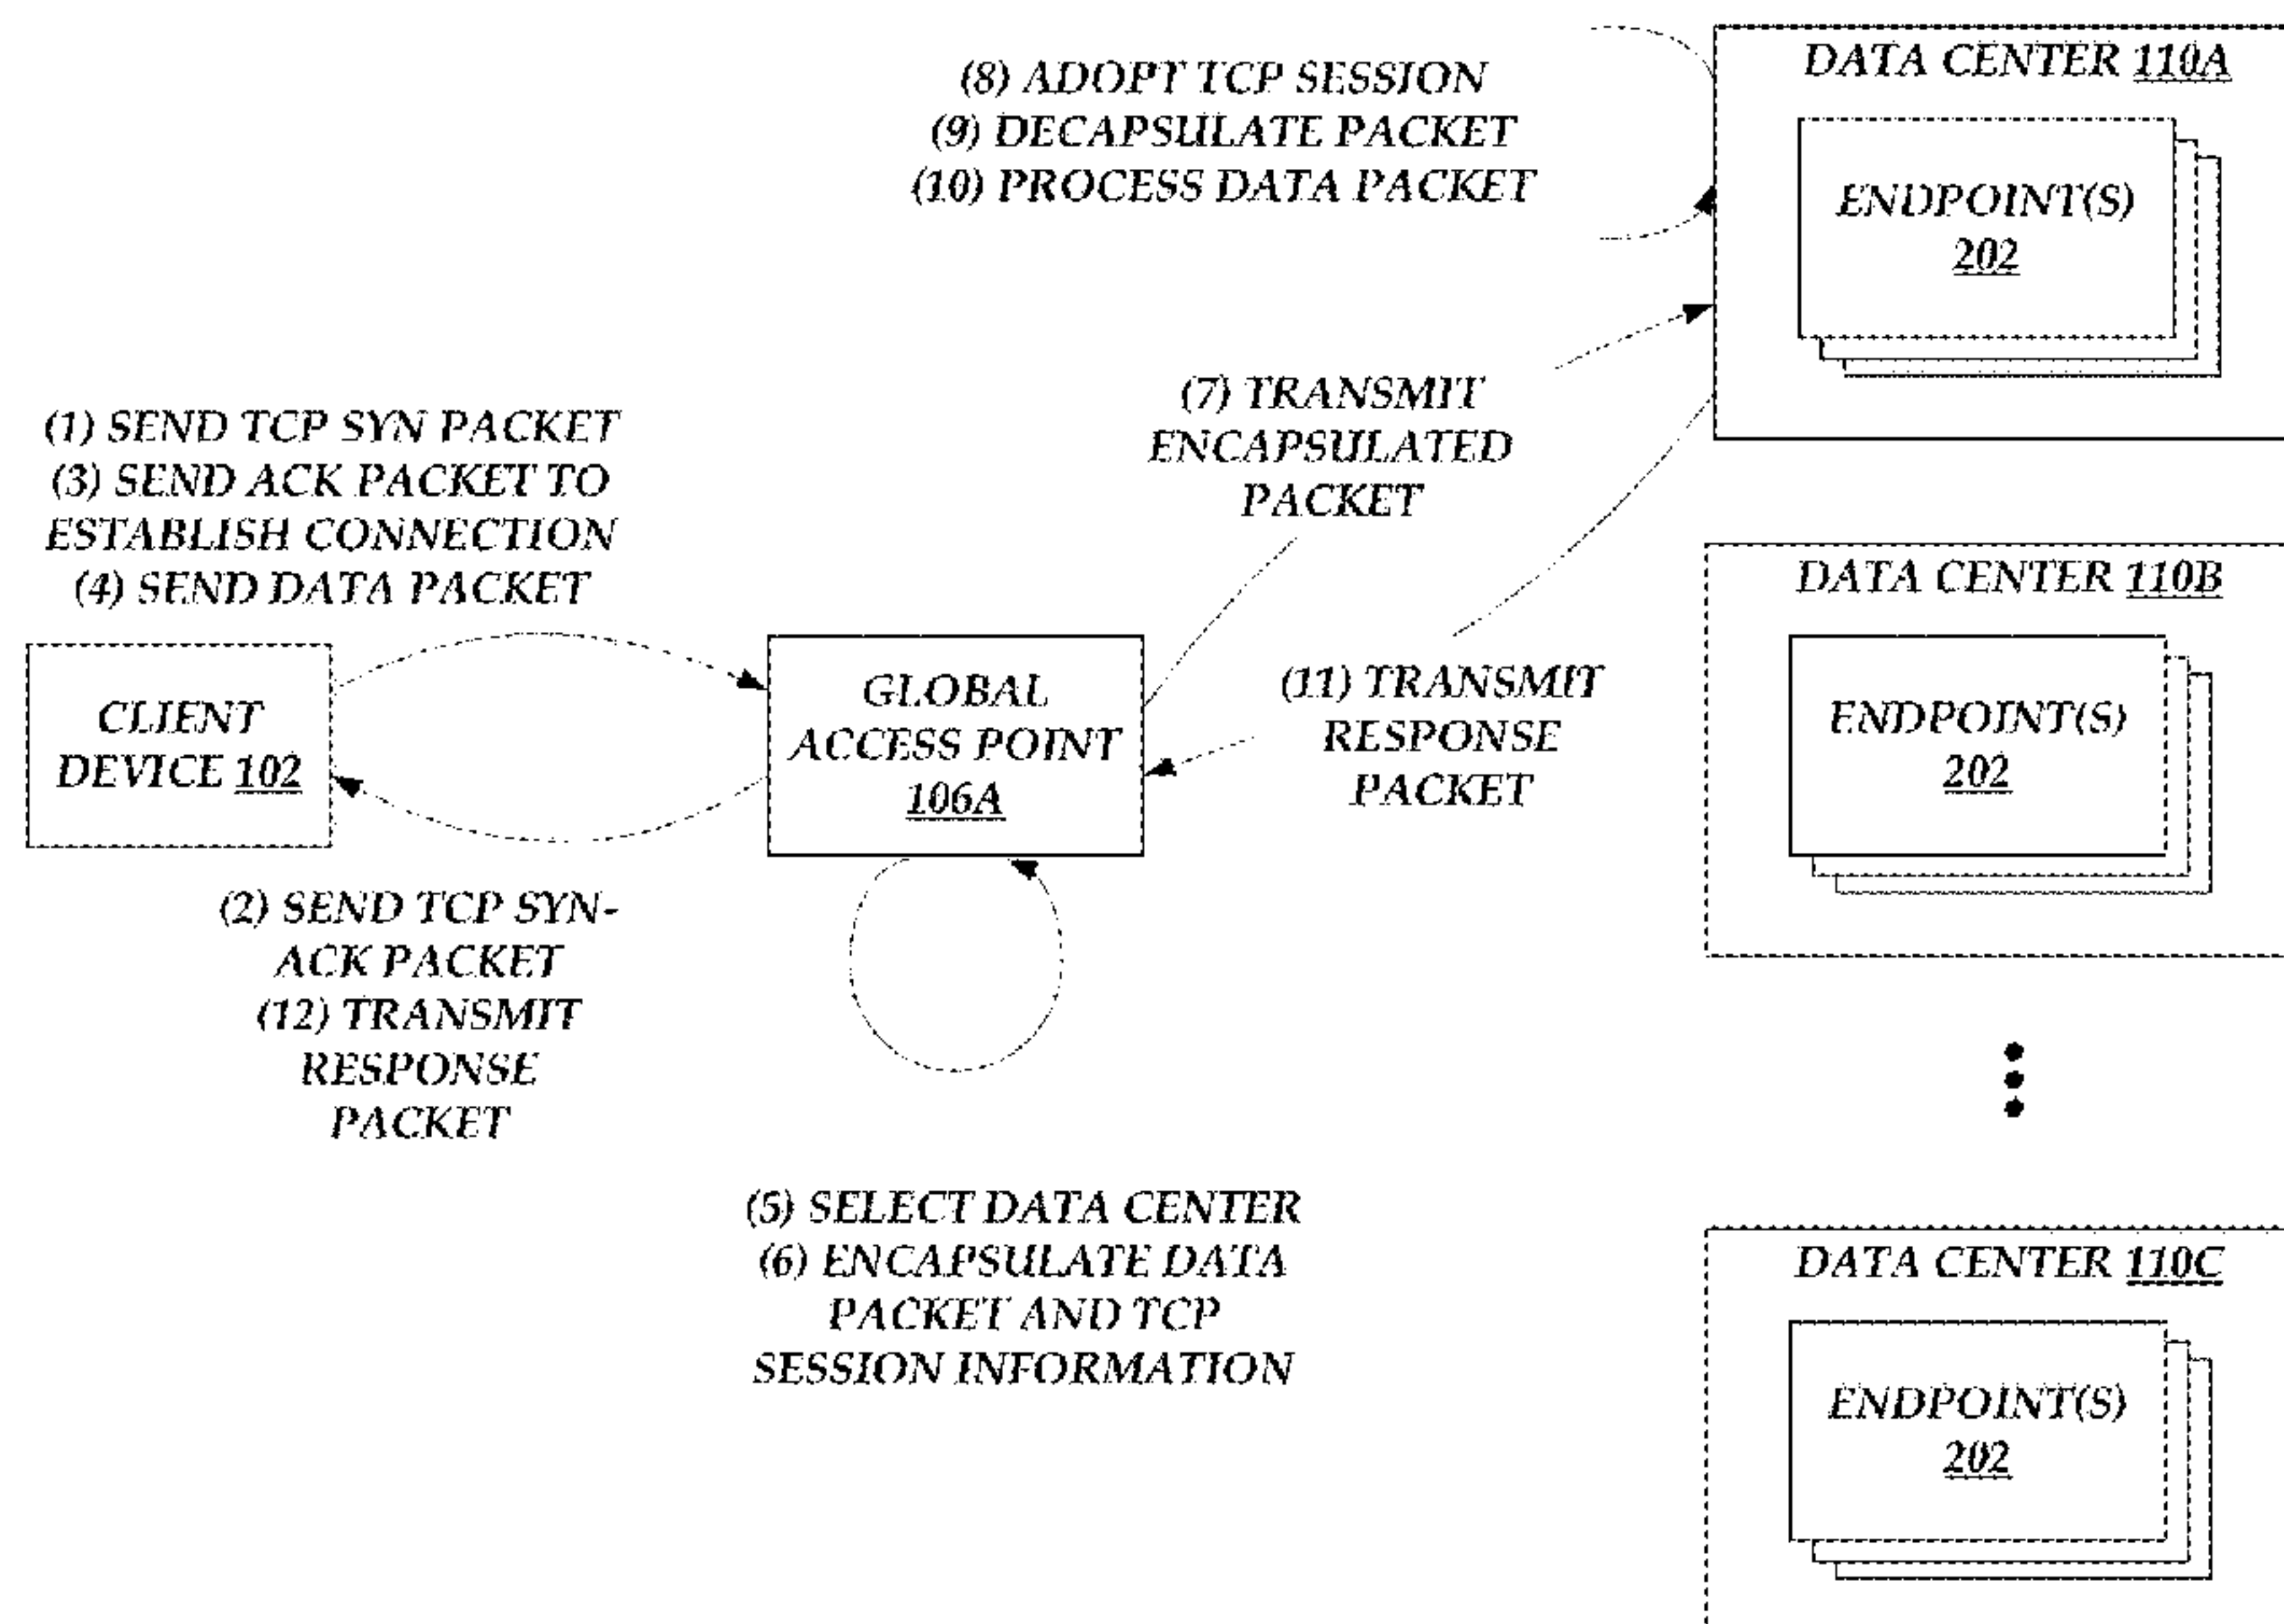 (8) ADOPT TCP SESSION
(9) DECAPSULATE PACKET
(10) PROCESS DATA PACKET
DATA CENTER 110A
ENDPOINT(S)
202
(1) SEND TCP SYN PACKET
(3) SEND ACK PACKET TO
ESTABLISH CONNECTION
(4) SEND DATA PACKET
(7) TRANSMIT
ENCAPSULATED
PACKET
CLIENT
DEVICE 102
GLOBAL
ACCESS POINT
106A
(11) TRANSMIT
RESPONSE
PACKET
DATA CENTER 110B
ENDPOINT(S)
202
(2) SEND TCP SYN-
ACK PACKET
(12) TRANSMIT
RESPONSE
PACKET
(5) SELECT DATA CENTER
(6) ENCAPSULATE DATA
PACKET AND TCP
SESSION INFORMATION
DATA CENTER 110C
ENDPOINT(S)
202